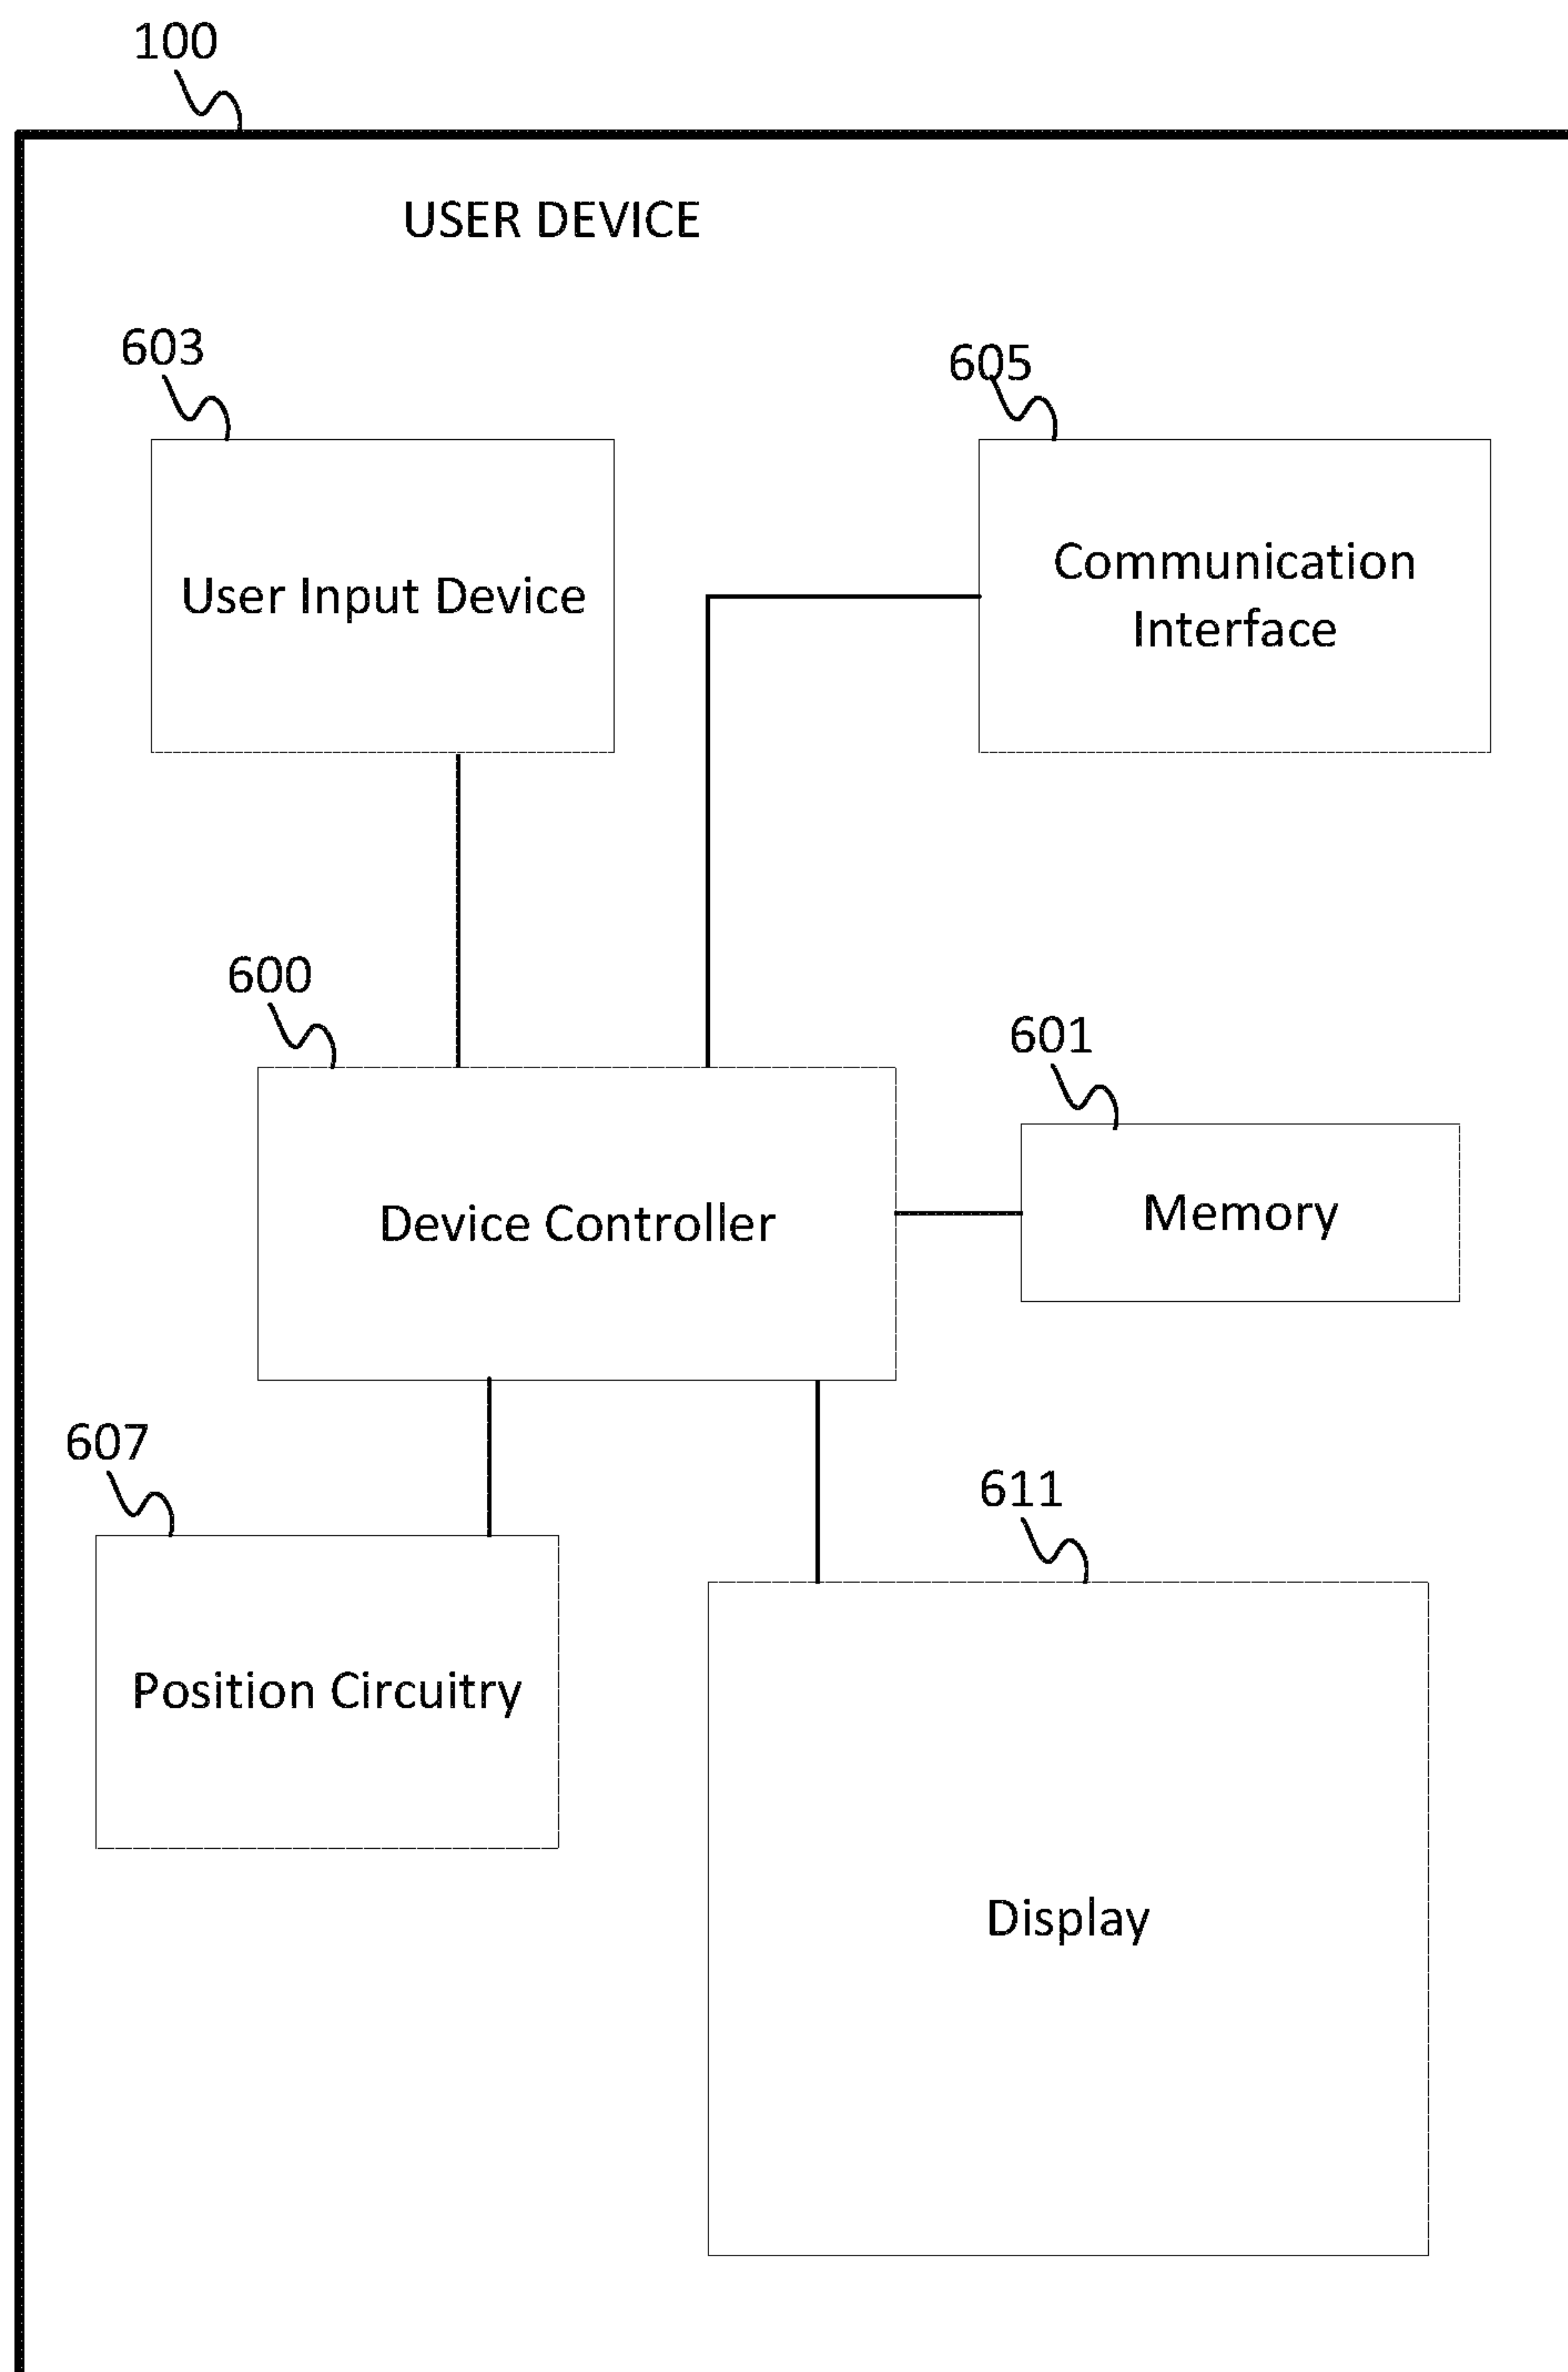 100
USER DEVICE
603
605
User Input Device
Communication
Interface
600
601
Device Controller
Memory
607
611
Position Circuitry
Display